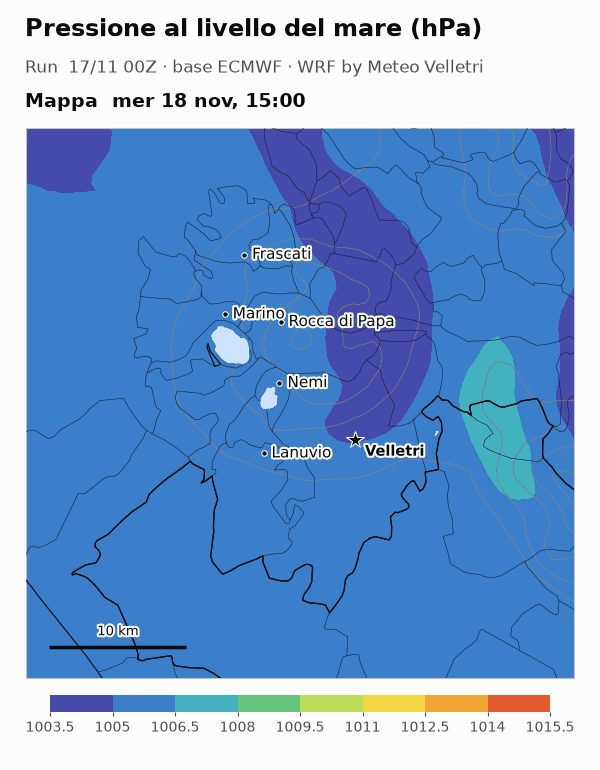 Pressione al livello del mare (hPa)
Run  17/11 00Z · base ECMWF · WRF by Meteo Velletri
Mappa  mer 18 nov, 15:00
Frascati
Marino
Rocca di Papa
Nemi
Velletri
Lanuvio
10 km
1003.5 1005 1006.5 1008 1009.5 1011 1012.5 1014 1015.5